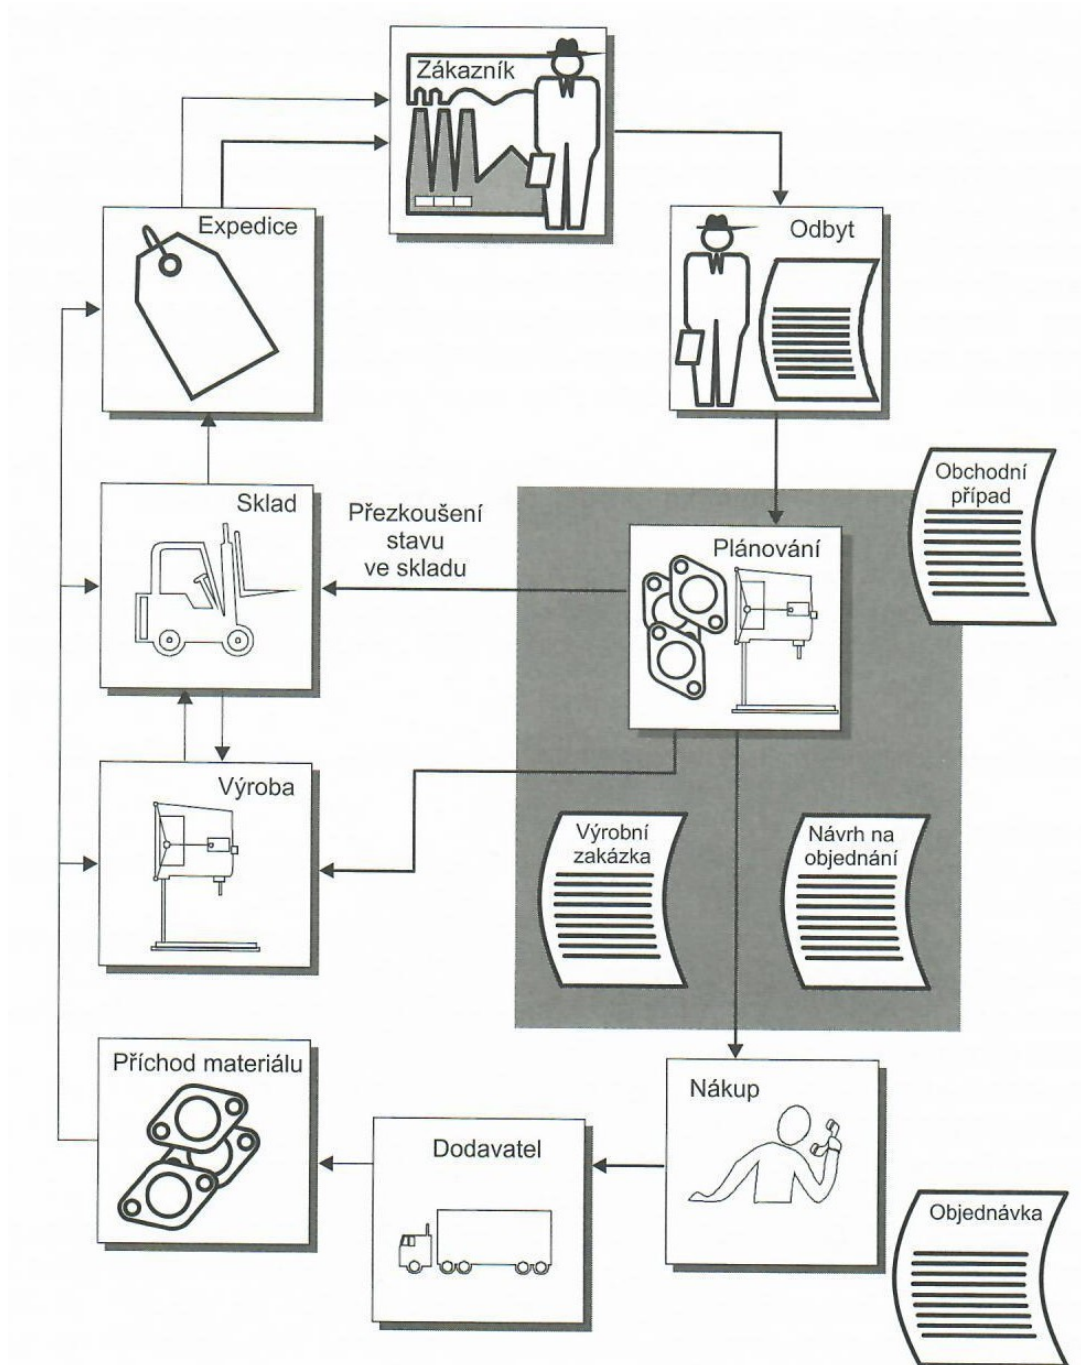 Zákazník
Expedice
Odbyt
Obchodní
případ
Sklad
Přezkoušení
stavu
ve skladu
Plánování
Výroba
Výrobní
zakázka
Návrh na
objednání
Příchod materiálu
Nákup
Dodavatel
Objednávka